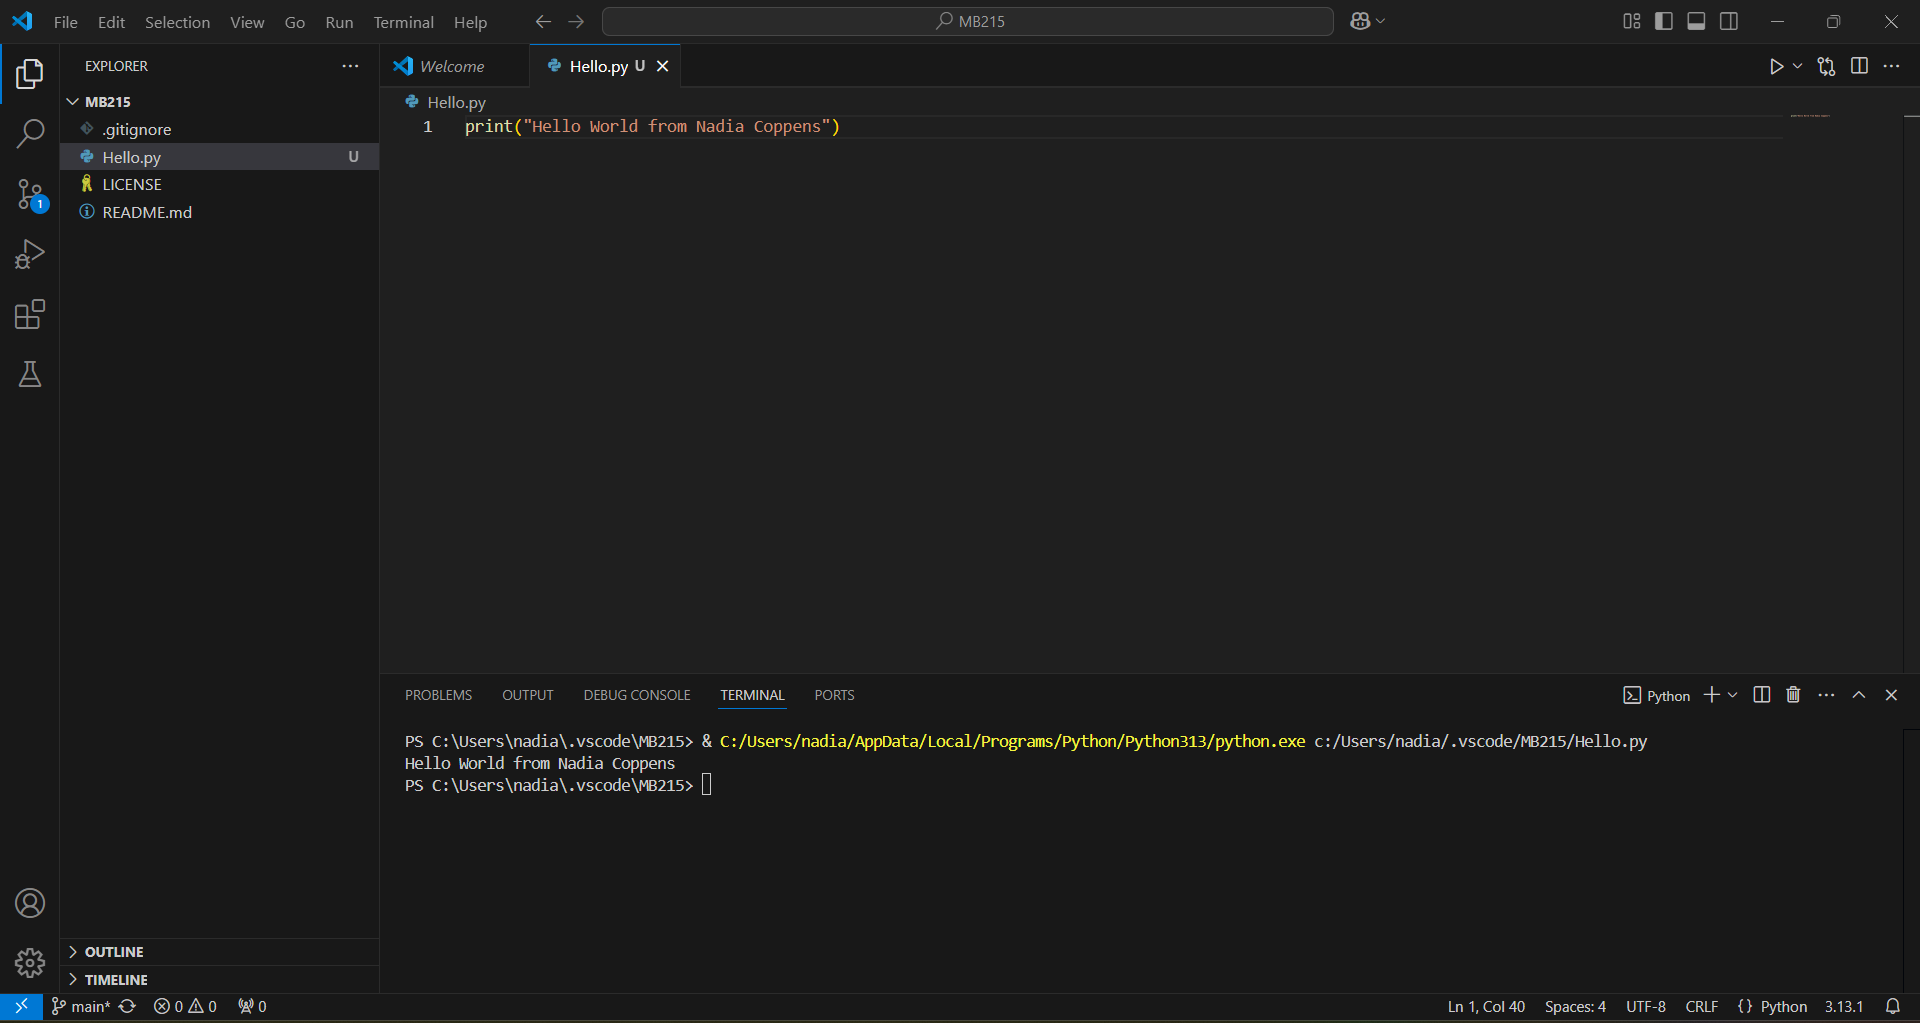 File Edit Selection View Go Run Terminal Help
MB215
EXPLORER
MB215
.gitignore
Hello.py U
LICENSE
README.md
1
OUTLINE
TIMELINE
Welcome
Hello.py U
Hello.py
1 print("Hello World from Nadia Coppens")
PROBLEMS OUTPUT DEBUG CONSOLE TERMINAL PORTS
Python
PS C:\Users\nadia\.vscode\MB215> & C:/Users/nadia/AppData/Local/Programs/Python/Python313/python.exe c:/Users/nadia/.vscode/MB215/Hello.py
Hello World from Nadia Coppens
PS C:\Users\nadia\.vscode\MB215>
main* 0 0 0
Ln 1, Col 40 Spaces: 4 UTF-8 CRLF {} Python 3.13.1